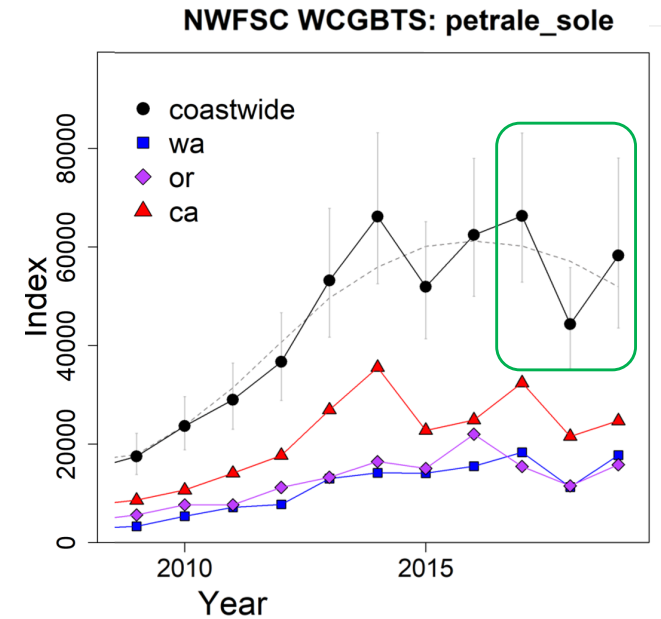 NWFSC WCGBTS: petrale_sole
coastwide
wa
or
ca
80000
60000
40000
20000
0
Index
2010 2015
Year